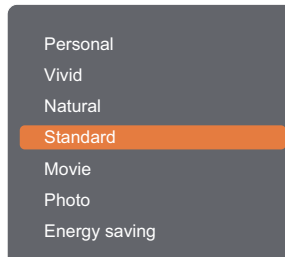 Personal
Vivid
Natural
Standard
Movie
Photo
Energy saving